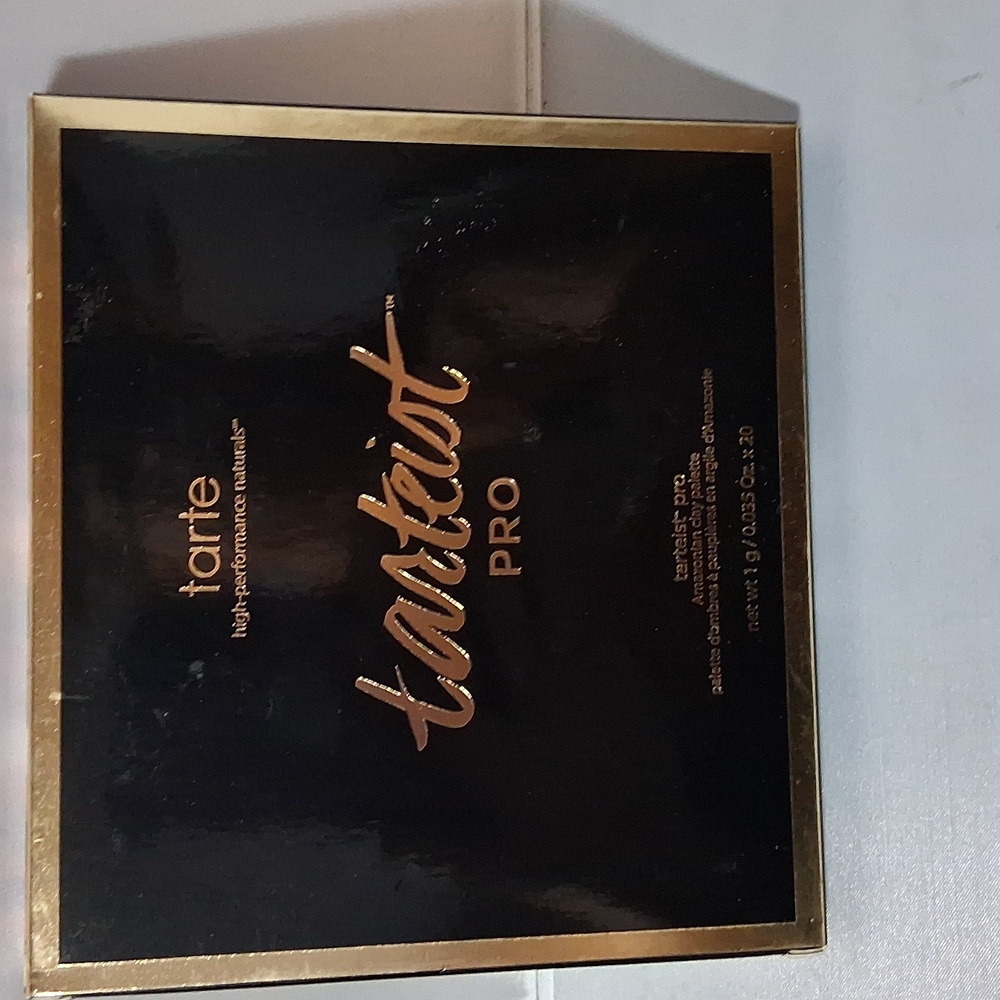 tarte
high-performance naturals™
tarteist™
PRO
tarteist™ pro
Amazonian clay palette
palette d'ombres à paupières en argile d'Amazonie
net wt 1 g / 0.035 Oz. x 20